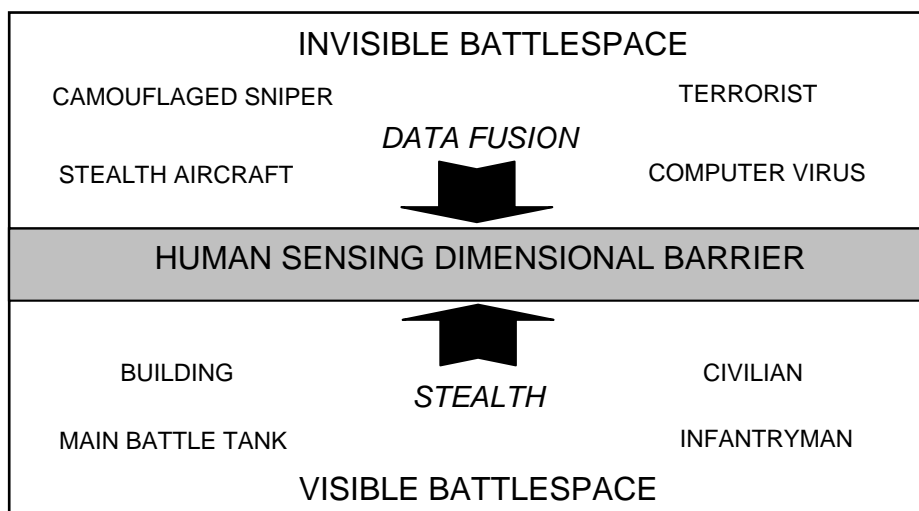 INVISIBLE BATTLESPACE
CAMOUFLAGED SNIPER
TERRORIST
DATA FUSION
STEALTH AIRCRAFT
COMPUTER VIRUS
HUMAN SENSING DIMENSIONAL BARRIER
BUILDING
CIVILIAN
STEALTH
MAIN BATTLE TANK
INFANTRYMAN
VISIBLE BATTLESPACE